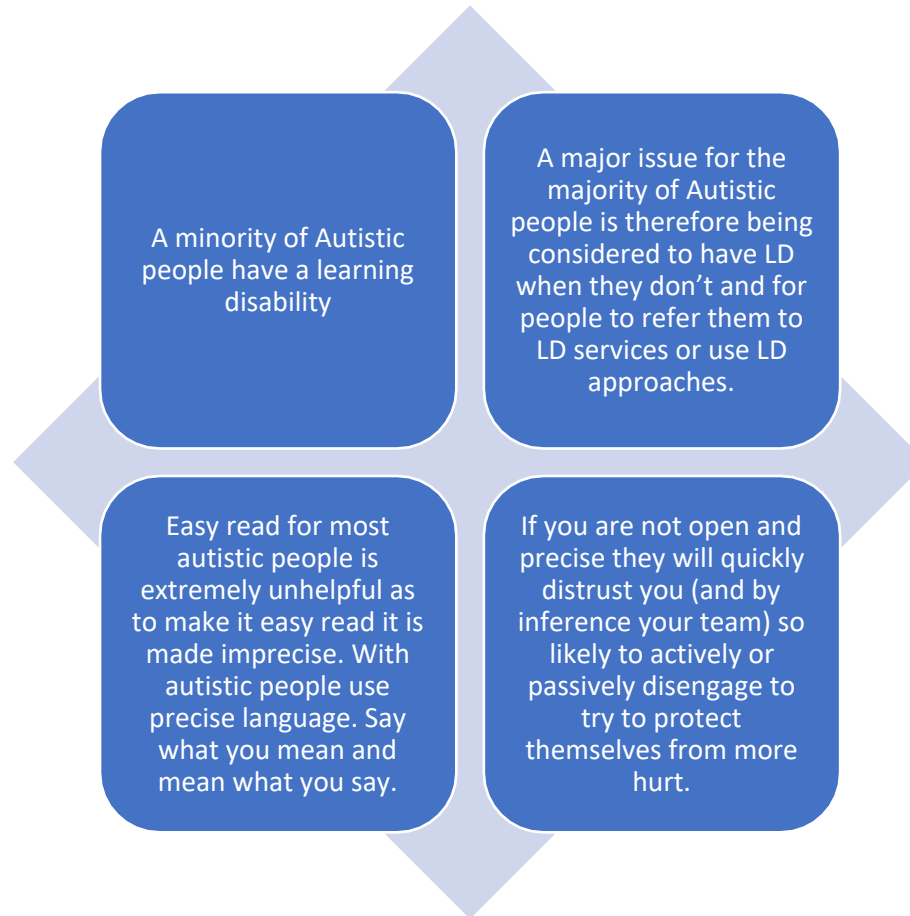 A minority of Autistic
people have a learning
disability
A major issue for the
majority of Autistic
people is therefore being
considered to have LD
when they don’t and for
people to refer them to
LD services or use LD
approaches.
Easy read for most
autistic people is
extremely unhelpful as
to make it easy read it is
made imprecise. With
autistic people use
precise language. Say
what you mean and
mean what you say.
If you are not open and
precise they will quickly
distrust you (and by
inference your team) so
likely to actively or
passively disengage to
try to protect
themselves from more
hurt.